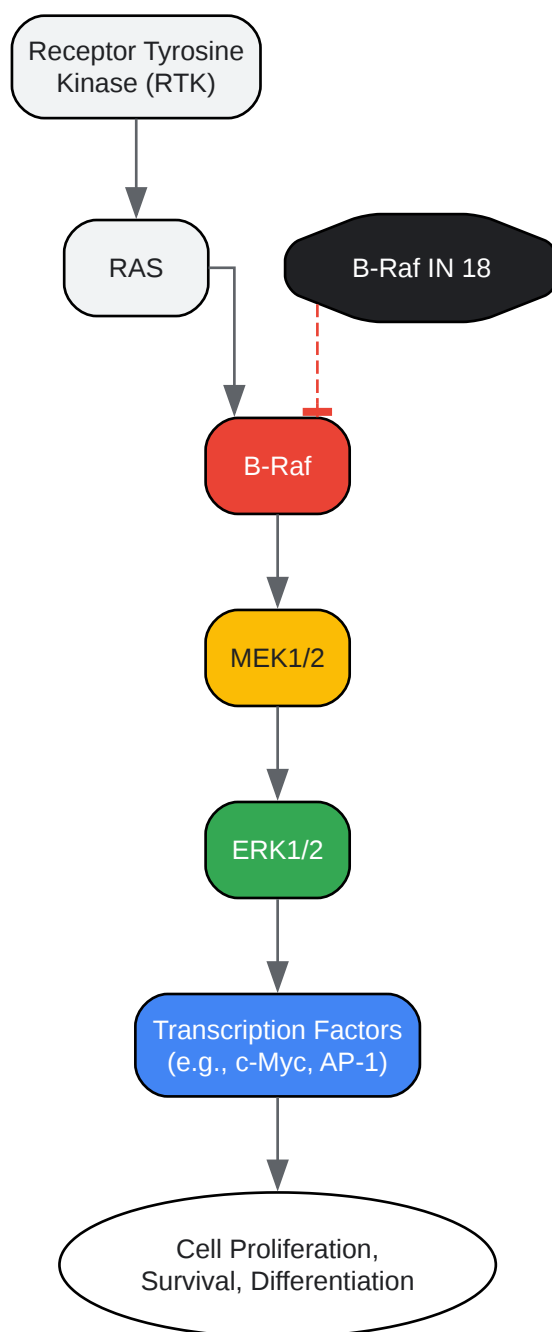 Receptor Tyrosine
Kinase (RTK)
RAS
B-Raf IN 18
B-Raf
MEK1/2
ERK1/2
Transcription Factors
(e.g., c-Myc, AP-1)
Cell Proliferation,
Survival, Differentiation